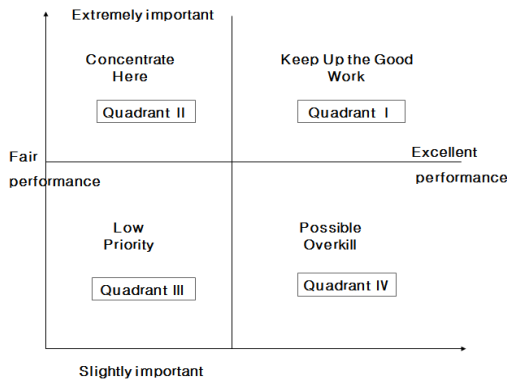 Extremely important
Concentrate
Here
Keep Up the Good
Work
Quadrant II
Quadrant I
Fair
performance
Excellent
performance
Low
Priority
Possible
Overkill
Quadrant III
Quadrant IV
Slightly important